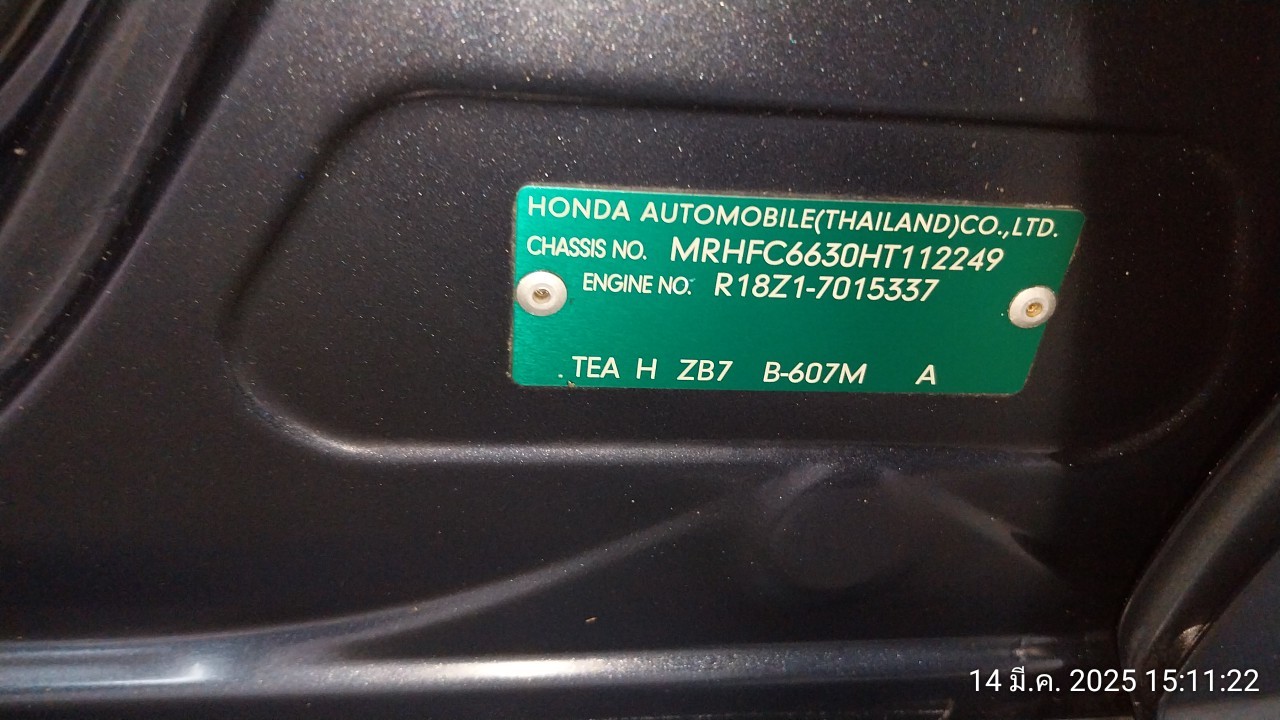 HONDA AUTOMOBILE(THAILAND)CO.,LTD.
CHASSIS NO. MRHFC6630HT112249
ENGINE NO. R18Z1-7015337
TEA H ZB7 B-607M A
14 มี.ค. 2025 15:11:22